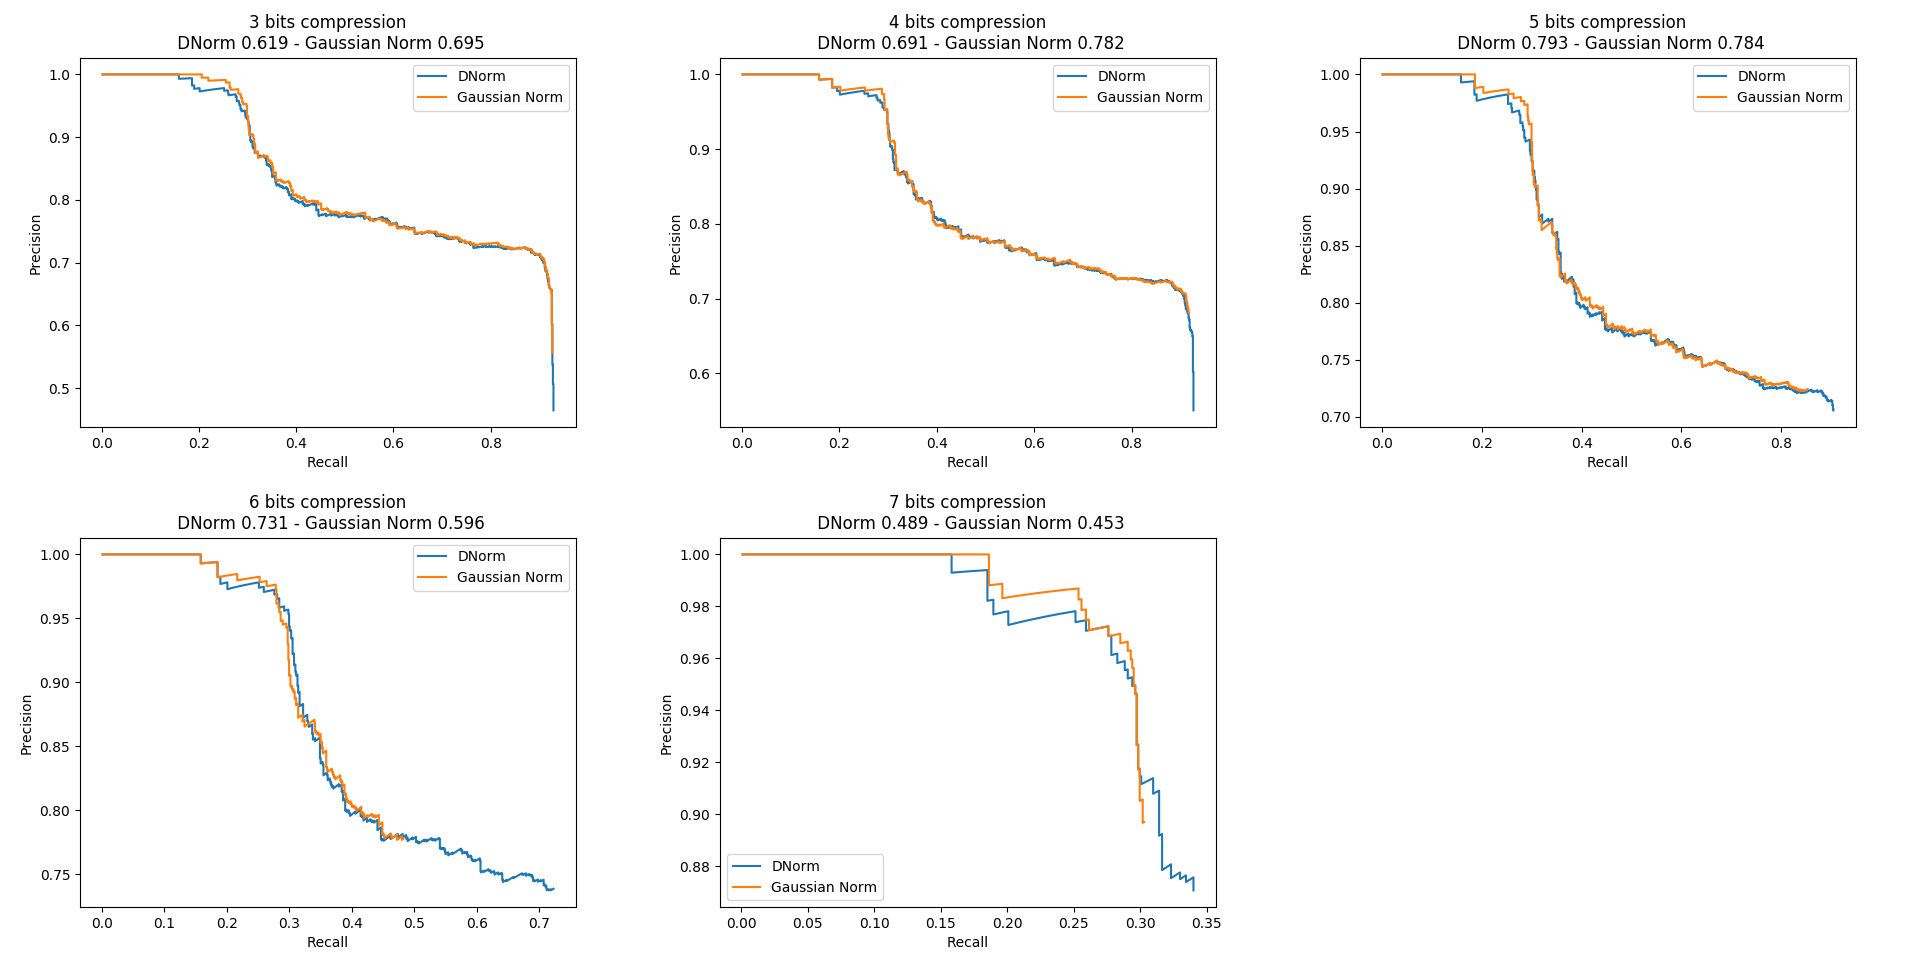 3 bits compression
DNorm 0.619 - Gaussian Norm 0.695
1.0
0.9
0.8
0.7
0.6
0.5
Precision
0.0
0.2
0.4
0.6
0.8
Recall
DNorm
Gaussian Norm
4 bits compression
DNorm 0.691 - Gaussian Norm 0.782
1.0
0.9
0.8
0.7
0.6
Precision
0.0
0.2
0.4
0.6
0.8
Recall
DNorm
Gaussian Norm
5 bits compression
DNorm 0.793 - Gaussian Norm 0.784
1.00
0.95
0.90
0.85
0.80
0.75
0.70
Precision
0.0
0.2
0.4
0.6
0.8
Recall
DNorm
Gaussian Norm
6 bits compression
DNorm 0.731 - Gaussian Norm 0.596
1.00
0.95
0.90
0.85
0.80
0.75
Precision
0.0
0.1
0.2
0.3
0.4
0.5
0.6
0.7
Recall
DNorm
Gaussian Norm
7 bits compression
DNorm 0.489 - Gaussian Norm 0.453
1.00
0.98
0.96
0.94
0.92
0.90
0.88
Precision
0.00
0.05
0.10
0.15
0.20
0.25
0.30
0.35
Recall
DNorm
Gaussian Norm